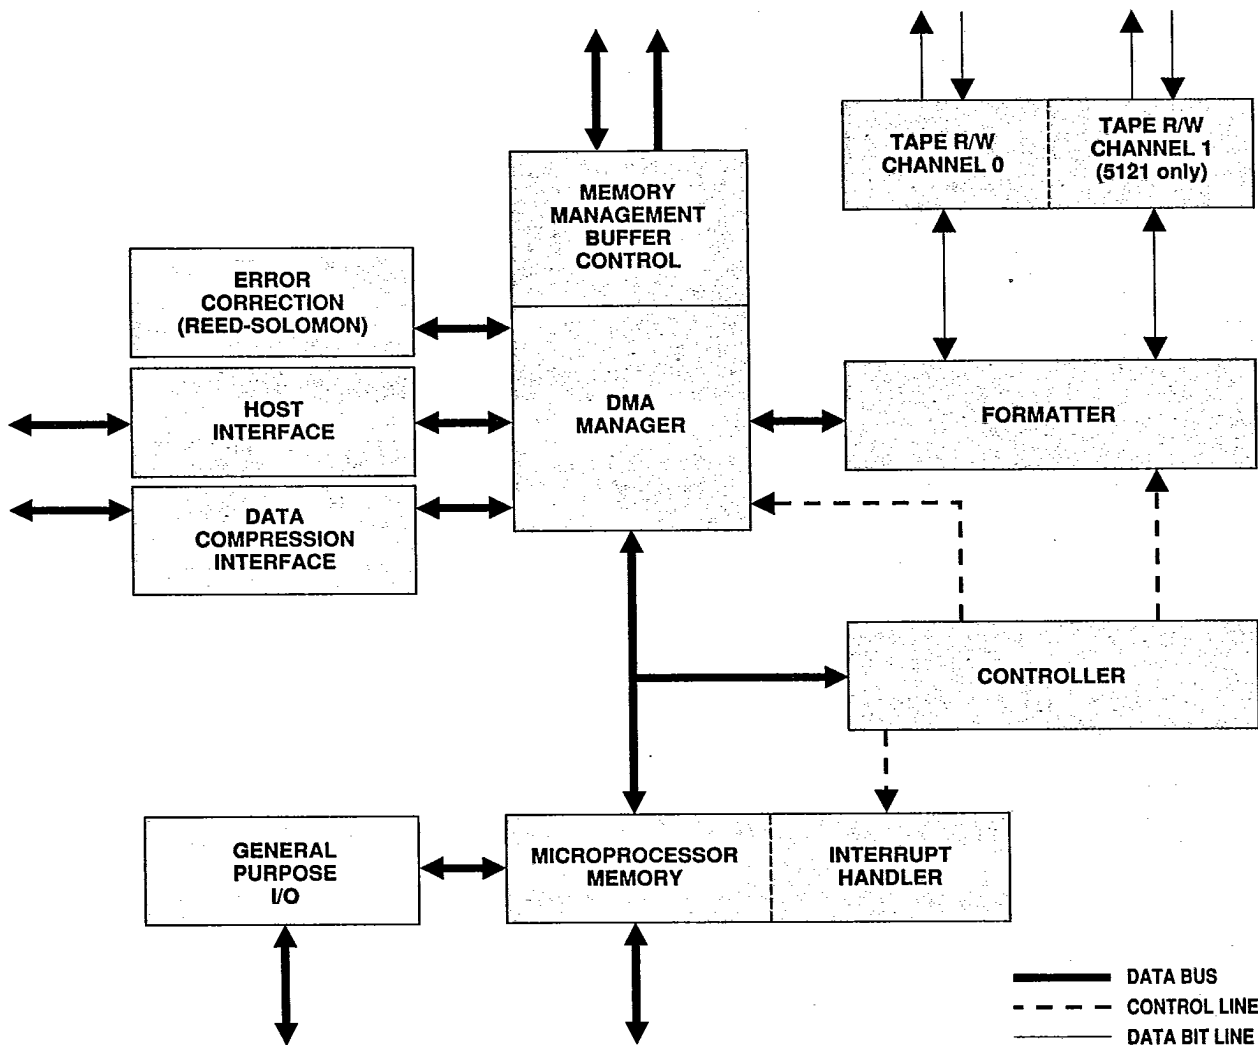 TAPE R/W
CHANNEL 0
TAPE R/W
CHANNEL 1
(5121 only)
MEMORY
MANAGEMENT
BUFFER
CONTROL
ERROR
CORRECTION
(REED-SOLOMON)
HOST
INTERFACE
DMA
MANAGER
FORMATTER
DATA
COMPRESSION
INTERFACE
CONTROLLER
GENERAL
PURPOSE
I/O
MICROPROCESSOR
MEMORY
INTERRUPT
HANDLER
DATA BUS
CONTROL LINE
DATA BIT LINE